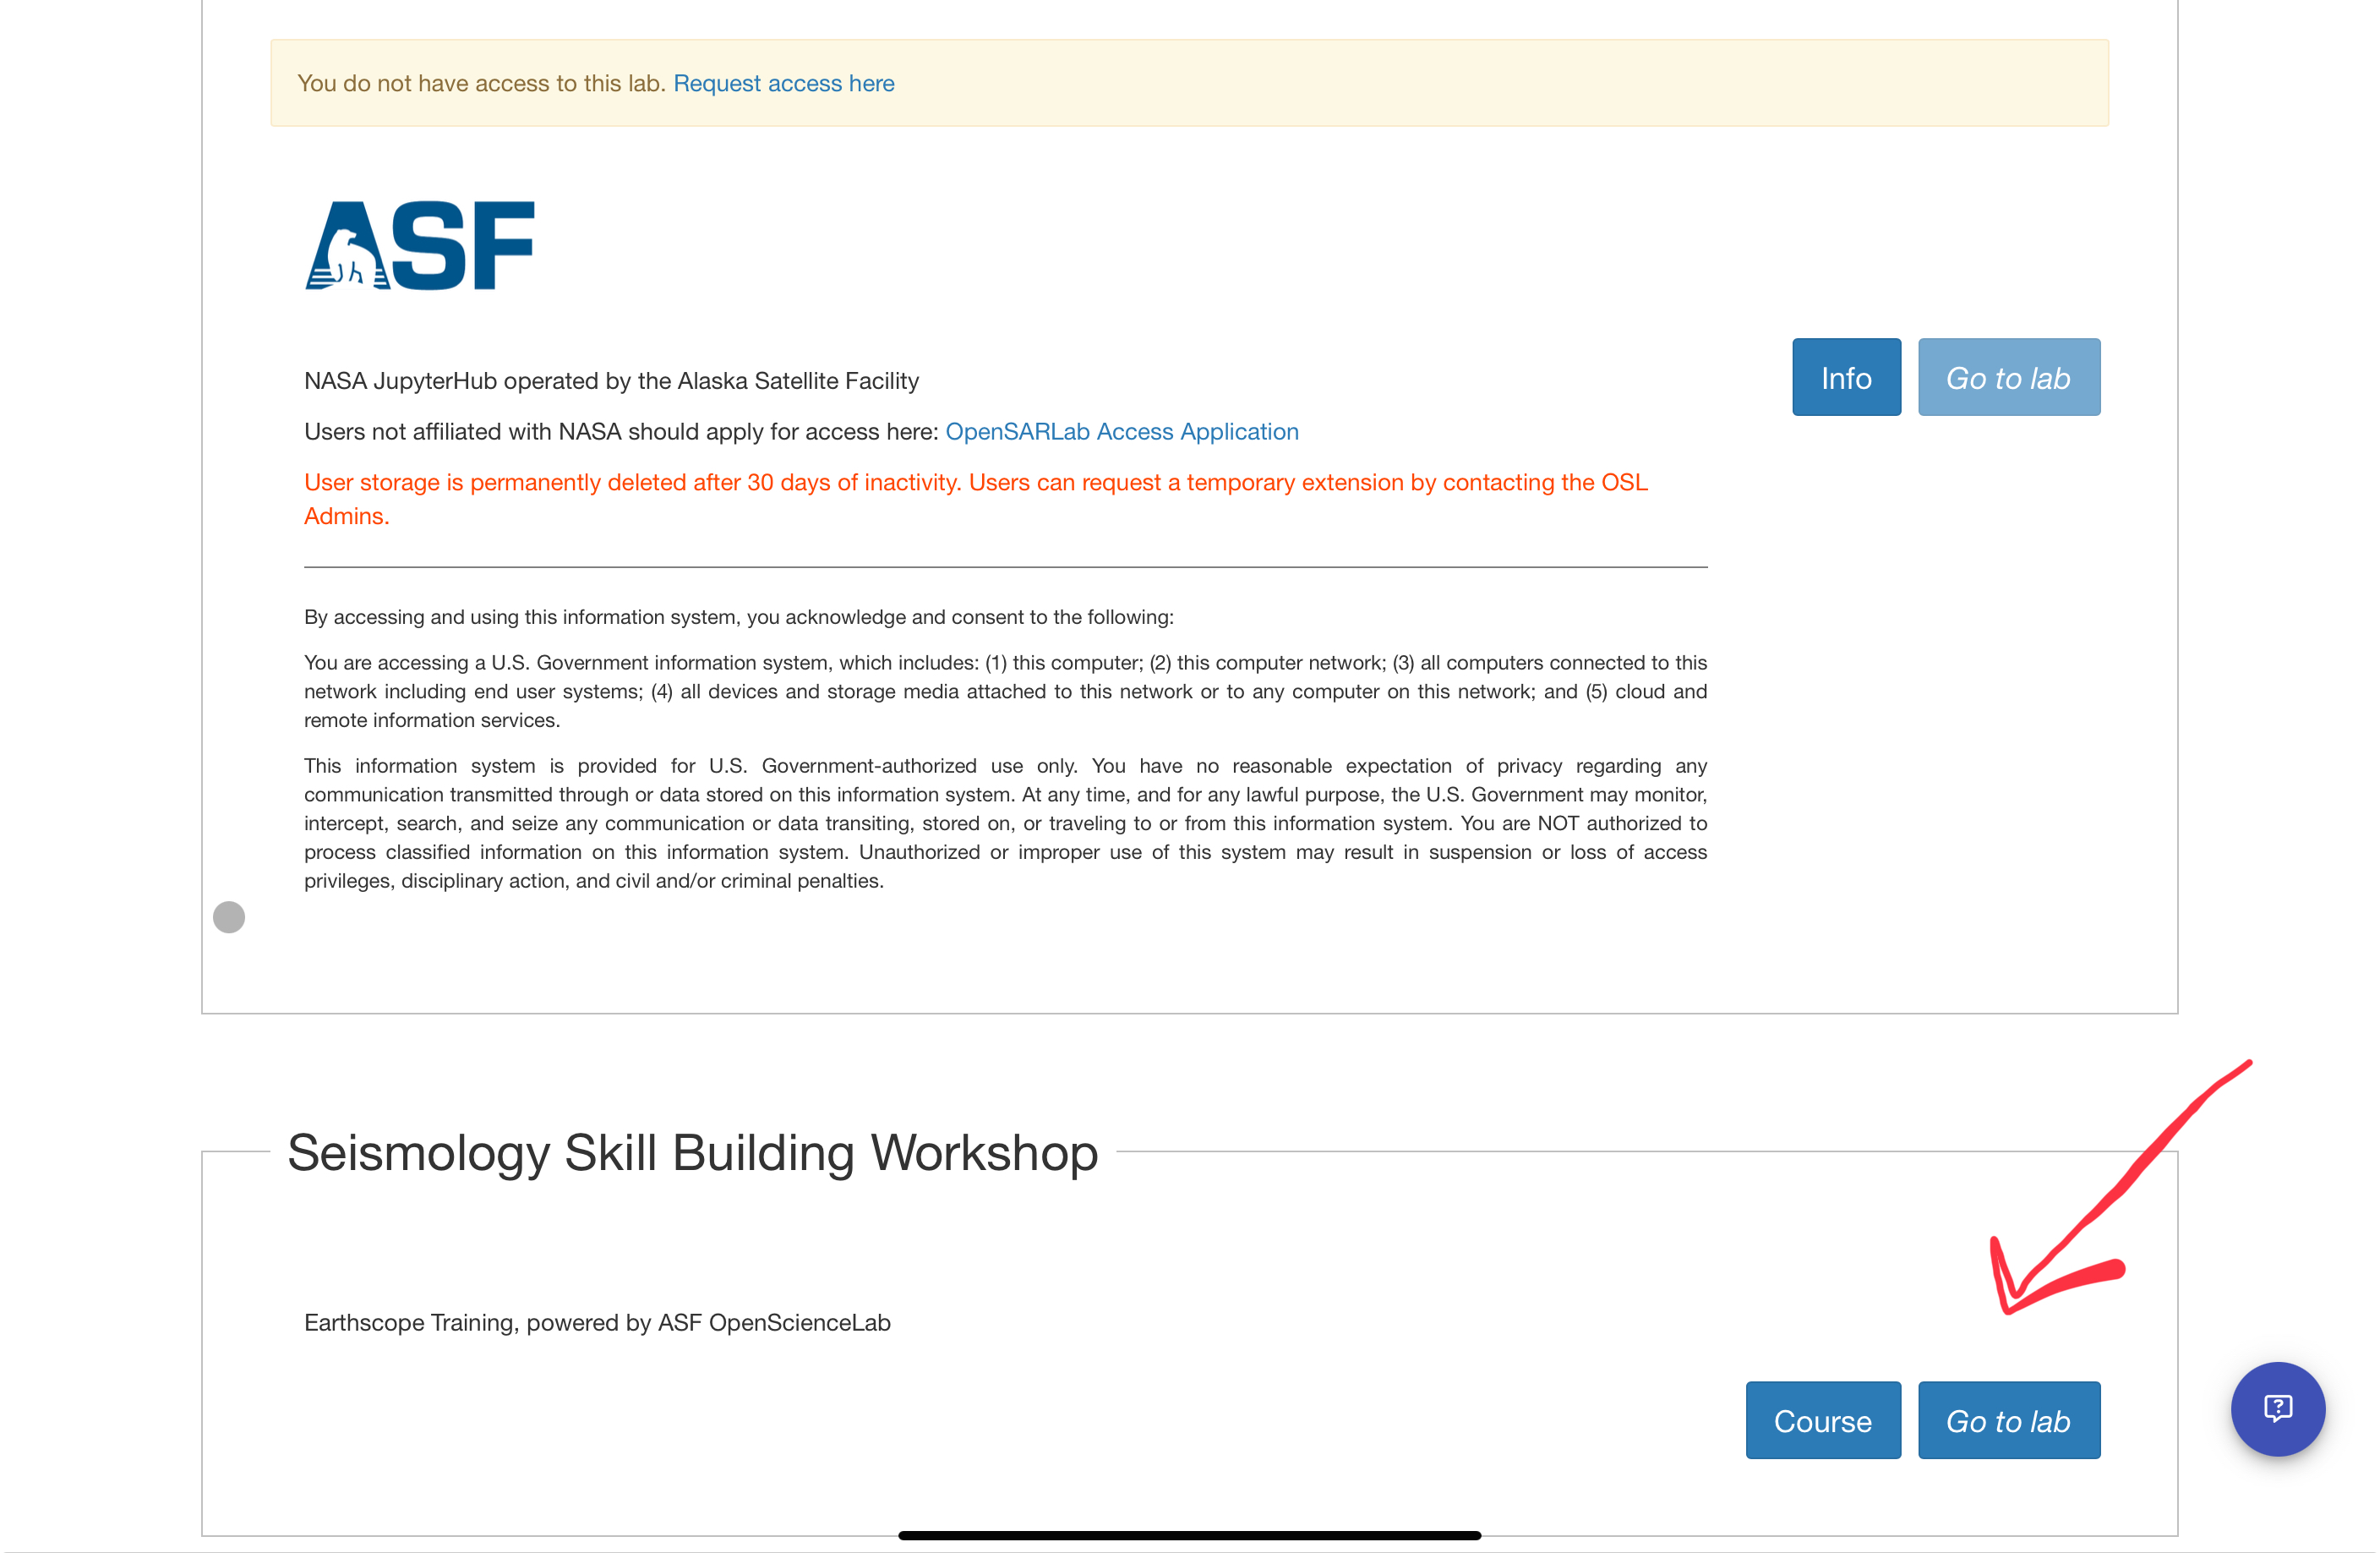 You do not have access to this lab. Request access here
ASF
NASA JupyterHub operated by the Alaska Satellite Facility
Info
Go to lab
Users not affiliated with NASA should apply for access here: OpenSARLab Access Application
User storage is permanently deleted after 30 days of inactivity. Users can request a temporary extension by contacting the OSL
Admins.
By accessing and using this information system, you acknowledge and consent to the following:
You are accessing a U.S. Government information system, which includes: (1) this computer; (2) this computer network; (3) all computers connected to this
network including end user systems; (4) all devices and storage media attached to this network or to any computer on this network; and (5) cloud and
remote information services.
This information system is provided for U.S. Government-authorized use only. You have no reasonable expectation of privacy regarding any
communication transmitted through or data stored on this information system. At any time, and for any lawful purpose, the U.S. Government may monitor,
intercept, search, and seize any communication or data transiting, stored on, or traveling to or from this information system. You are NOT authorized to
process classified information on this information system. Unauthorized or improper use of this system may result in suspension or loss of access
privileges, disciplinary action, and civil and/or criminal penalties.
Seismology Skill Building Workshop
Earthscope Training, powered by ASF OpenScienceLab
Course
Go to lab
?